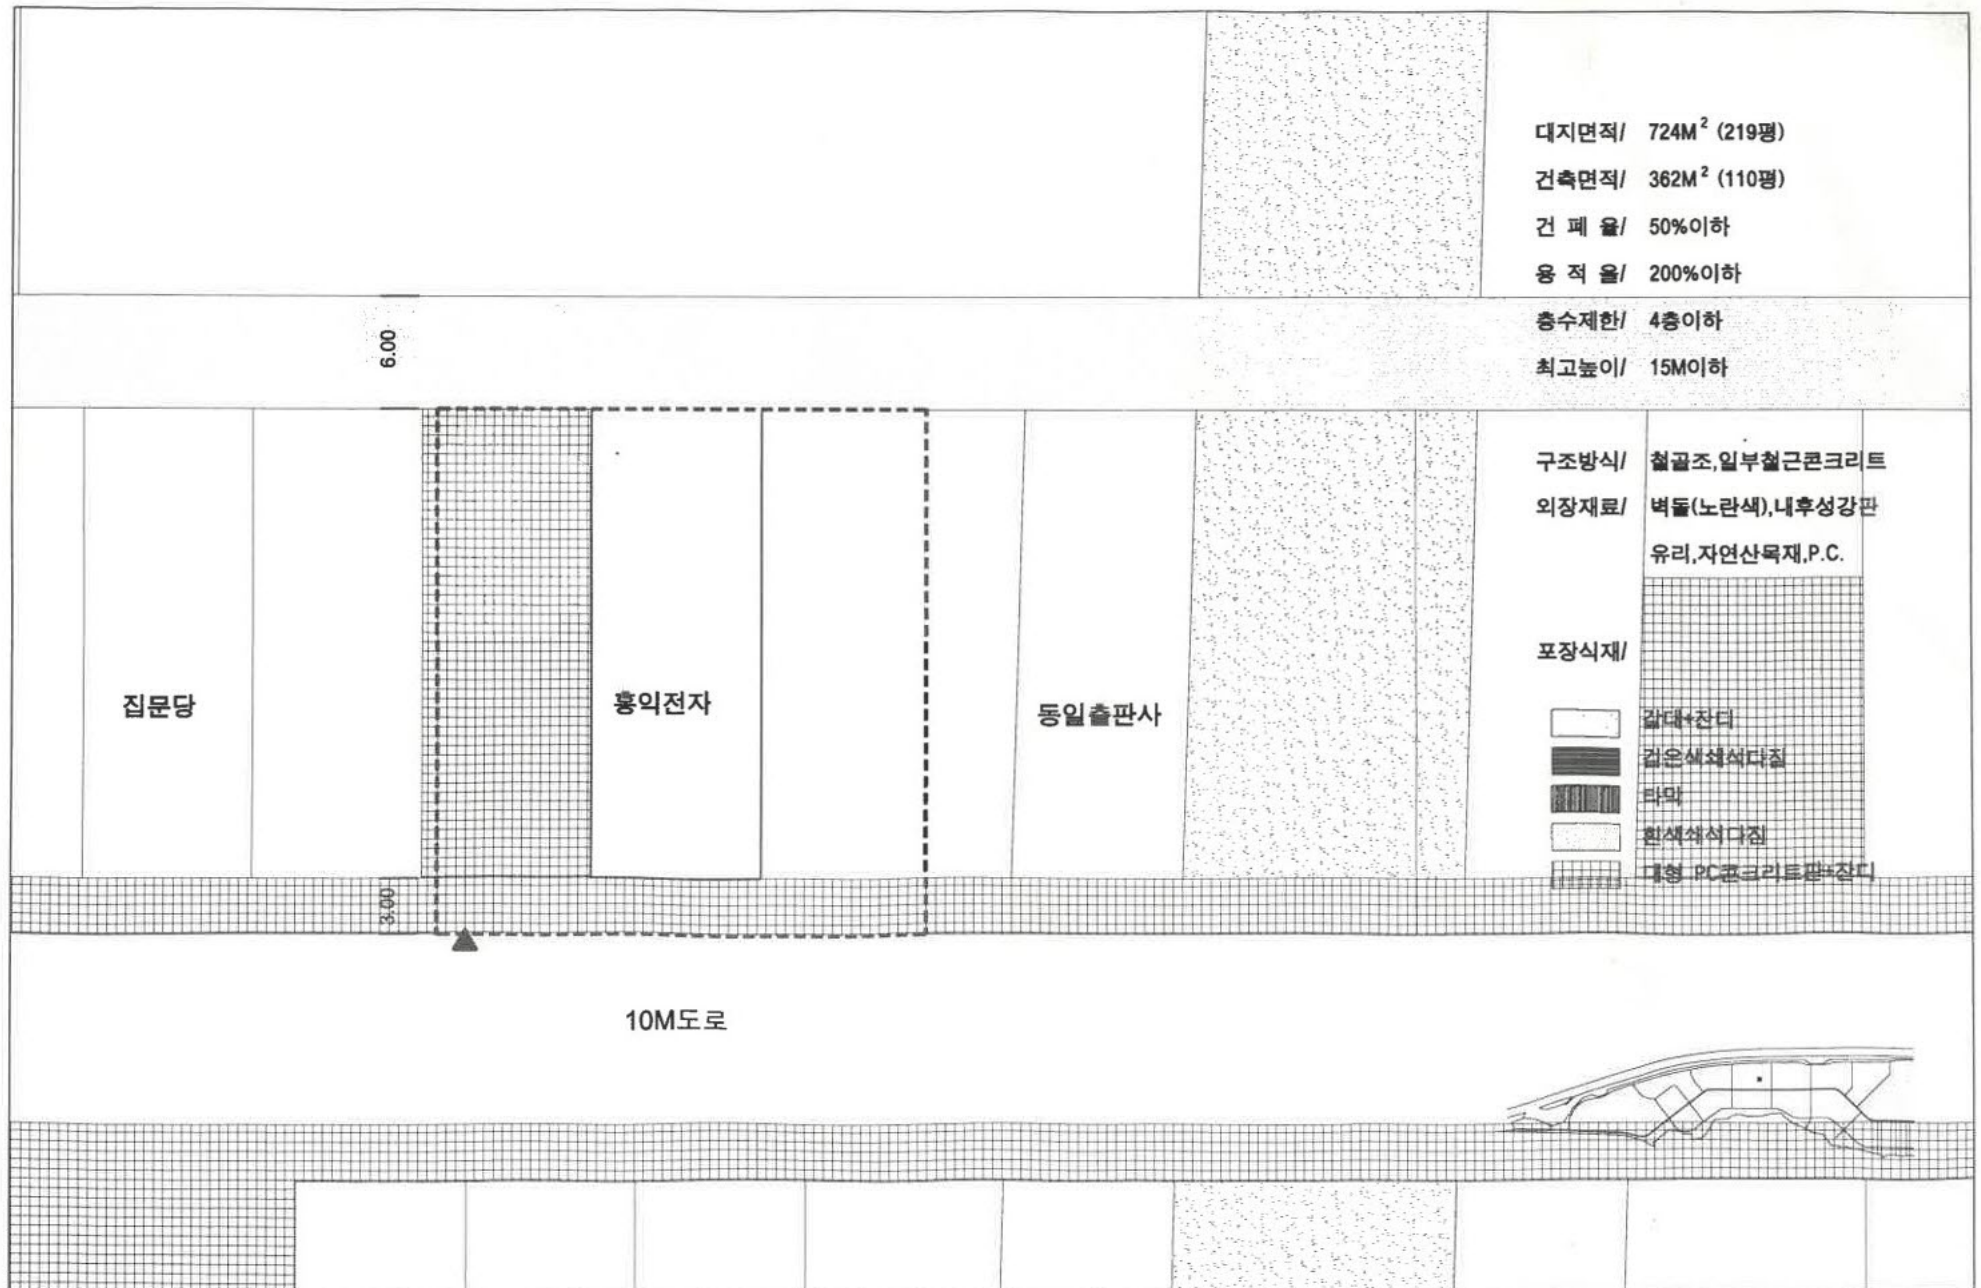 대지면적/ 724M² (219평)
건축면적/ 362M² (110평)
건 폐 율/ 50%이하
용 적 율/ 200%이하
층수제한/ 4층이하
최고높이/ 15M이하
6.00
구조방식/ 철골조,일부철근콘크리트
외장재료/ 벽돌(노란색),내후성강판
유리,자연산목재,P.C.
포장식재/
집문당
홍익전자
동일출판사
갈대+잔디
검은색쇄석다짐
타막
흰색쇄석다짐
대형 PC콘크리트판+잔디
3.00
10M도로